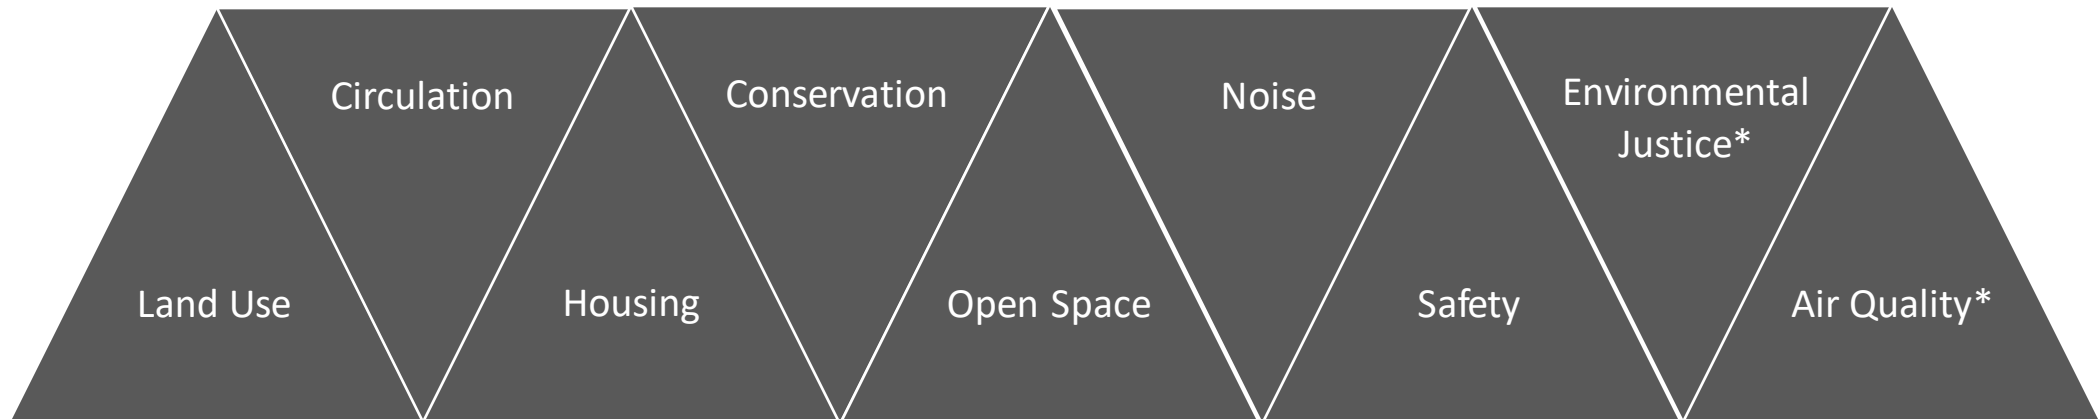 Land Use
Circulation
Housing
Conservation
Open Space
Noise
Safety
Environmental
Justice*
Air Quality*